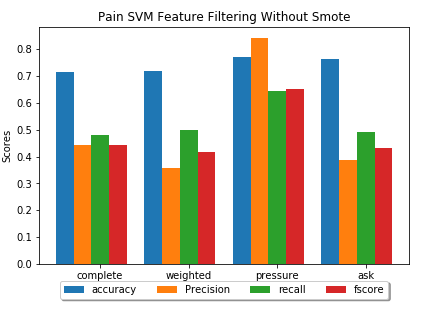 Pain SVM Feature Filtering Without Smote
0.8
0.7
0.6
0.5
0.4
0.3
0.2
0.1
0.0
Scores
complete weighted pressure ask
accuracy Precision recall fscore